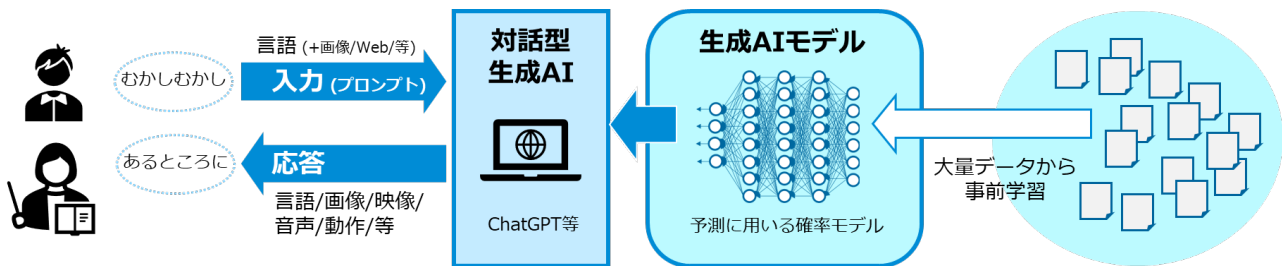 むかしむかし
あるところに
言語 (+画像/Web/等)
入力 (プロンプト)
応答
言語/画像/映像/
音声/動作/等
対話型
生成AI
ChatGPT等
生成AIモデル
予測に用いる確率モデル
大量データから
事前学習